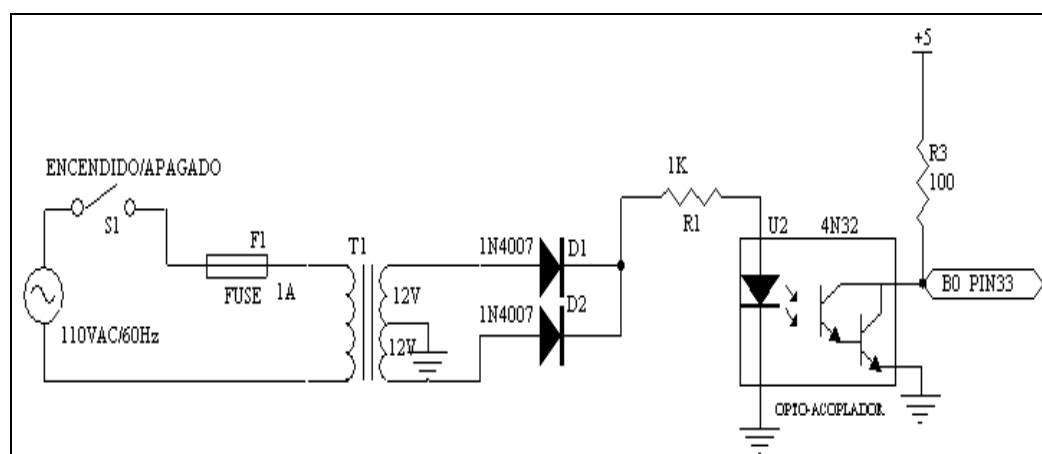 +5
ENCENDIDO/APAGADO
S1
F1
FUSE
1A
T1
110VAC/60Hz
12V
12V
1N4007
D1
1N4007
D2
1K
R1
R3
100
U2
4N32
B0 PIN33
OPTO-ACOPLADOR